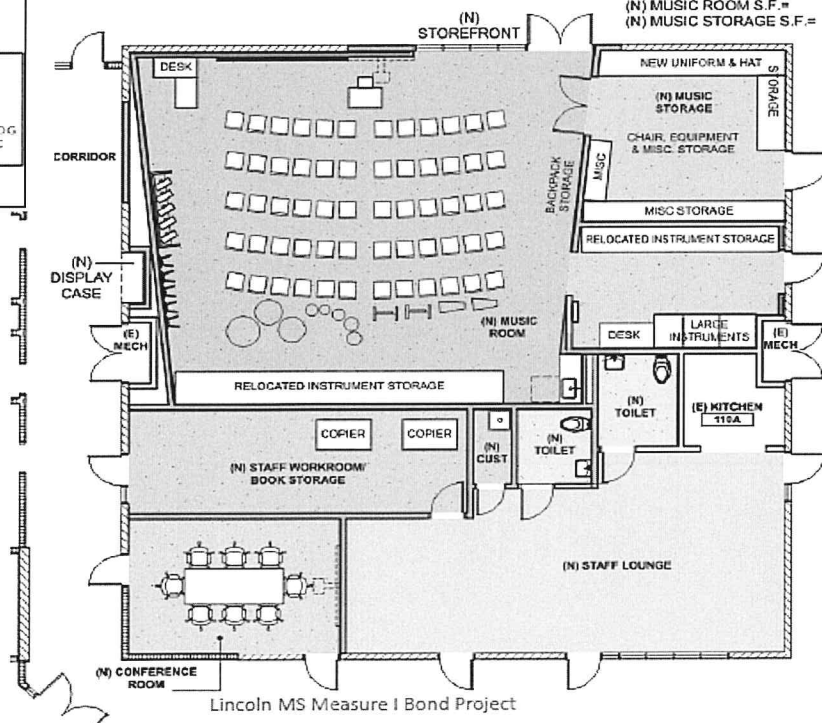 (N) MUSIC ROOM S.F.=
(N) MUSIC STORAGE S.F.=
(N)
STOREFRONT
DESK
NEW UNIFORM & HAT
STORAGE
(N) MUSIC
STORAGE
CHAIR, EQUIPMENT
& MISC. STORAGE
CORRIDOR
MISC
BACKPACK
STORAGE
MISC STORAGE
RELOCATED INSTRUMENT STORAGE
(N)
DISPLAY
CASE
(N) MUSIC
ROOM
(E)
MECH
DESK
LARGE
INSTRUMENTS
(E)
MECH
RELOCATED INSTRUMENT STORAGE
(N)
TOILET
(E) KITCHEN
110A
COPIER
COPIER
(N)
CUST
(N)
TOILET
(N) STAFF WORKROOM/
BOOK STORAGE
(N) STAFF LOUNGE
(N) CONFERENCE
ROOM
Lincoln MS Measure I Bond Project